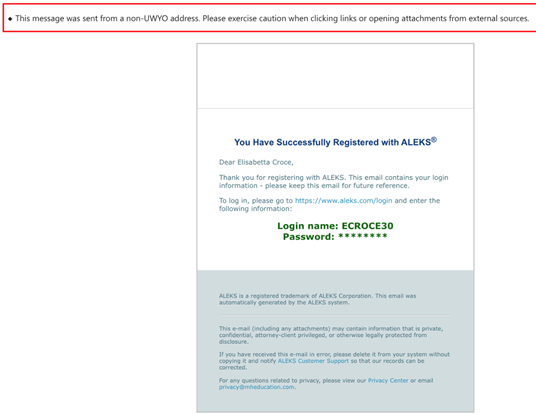 ◆ This message was sent from a non-UWYO address. Please exercise caution when clicking links or opening attachments from external sources.
You Have Successfully Registered with ALEKS®
Dear Elisabetta Croce,
Thank you for registering with ALEKS. This email contains your login
information - please keep this email for future reference.
To log in, please go to https://www.aleks.com/login and enter the
following information:
Login name: ECROCE30
Password: ********
ALEKS is a registered trademark of ALEKS Corporation. This email was
automatically generated by the ALEKS system.
This e-mail (including any attachments) may contain information that is private,
confidential, attorney-client privileged, or otherwise legally protected from
disclosure.
If you have received this e-mail in error, please delete it from your system without
copying it and notify ALEKS Customer Support so that our records can be
corrected.
For any questions related to privacy, please view our Privacy Center or email
privacy@mheducation.com.